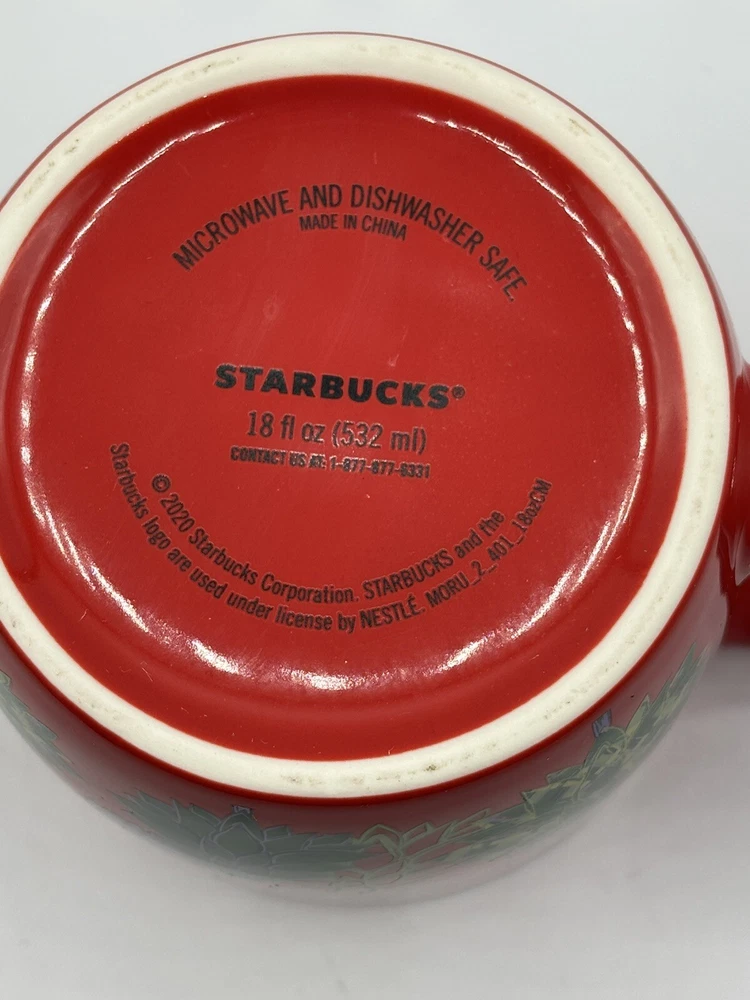 MICROWAVE AND DISHWASHER SAFE.
MADE IN CHINA
STARBUCKS®
18 fl oz (532 ml)
CONTACT US AT: 1-877-877-8331
© 2020 Starbucks Corporation. STARBUCKS and the
Starbucks logo are used under license by NESTLÉ. MORU_2_401_18ozCM